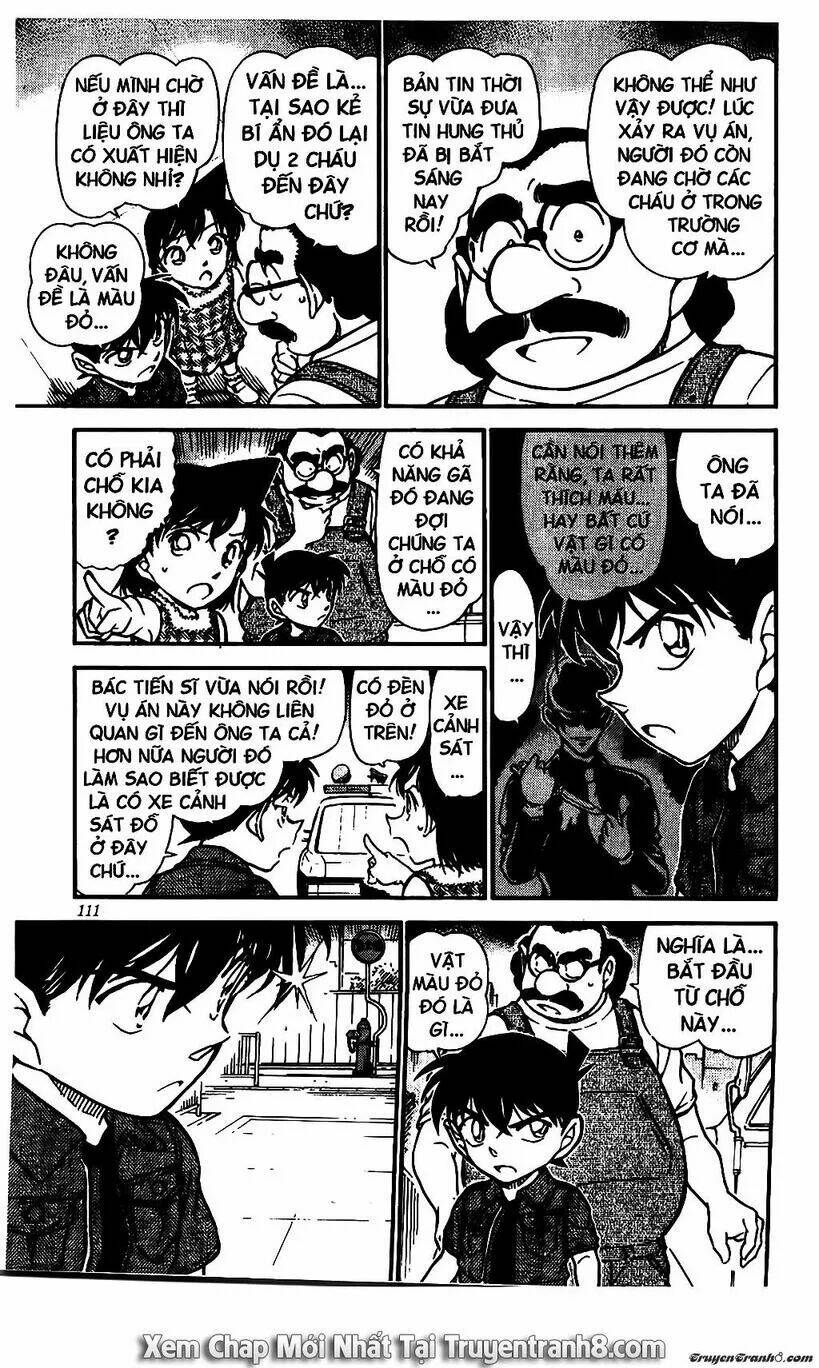 KHÔNG THỂ NHƯ
VẬY ĐƯỢC! LÚC
XẢY RA VỤ ÁN,
NGƯỜI ĐÓ CÒN
ĐANG CHỜ CÁC
CHÁU Ở TRONG
TRƯỜNG
CƠ MÀ...
BẢN TIN THỜI
SỰ VỪA ĐƯA
TIN HUNG THỦ
ĐÃ BỊ BẮT
SÁNG
NAY
RỒI!
VẤN ĐỀ LÀ...
TẠI SAO KẺ
BÍ ẨN ĐÓ LẠI
DỤ 2 CHÁU
ĐẾN ĐÂY
CHỨ?
NẾU MÌNH CHỜ
Ở ĐÂY THÌ
LIỆU ÔNG TA
CÓ XUẤT HIỆN
KHÔNG NHỈ?
KHÔNG
ĐÂU, VẤN
ĐỀ LÀ MÀU
ĐỎ...
ÔNG
TA ĐÃ
NÓI...
CẦN NÓI THÊM
RẰNG, TA RẤT
THÍCH MÁU...
HAY BẤT CỨ
VẬT GÌ CÓ
MÀU ĐỎ...
VẬY
THÌ
...
CÓ KHẢ
NĂNG GÃ
ĐÓ ĐANG
ĐỢI
CHÚNG TA
Ở CHỖ CÓ
MÀU ĐỎ
...
CÓ PHẢI
CHỖ KIA
KHÔNG
?
XE
CẢNH
SÁT
...
CÓ ĐÈN
ĐỎ Ở
TRÊN!
BÁC TIẾN SĨ VỪA NÓI RỒI!
VỤ ÁN NÀY KHÔNG LIÊN
QUAN GÌ ĐẾN ÔNG TA CẢ!
HƠN NỮA NGƯỜI ĐÓ
LÀM SAO BIẾT ĐƯỢC
LÀ CÓ XE CẢNH
SÁT ĐỖ
Ở ĐÂY
CHỨ...
111
NGHĨA LÀ...
BẮT ĐẦU
TỪ CHỖ
NÀY...
VẬT
MÀU ĐỎ
ĐÓ LÀ
GÌ...
Xem Chap Mới Nhất Tại Truyentranh8.com
TruyenTranh8.com